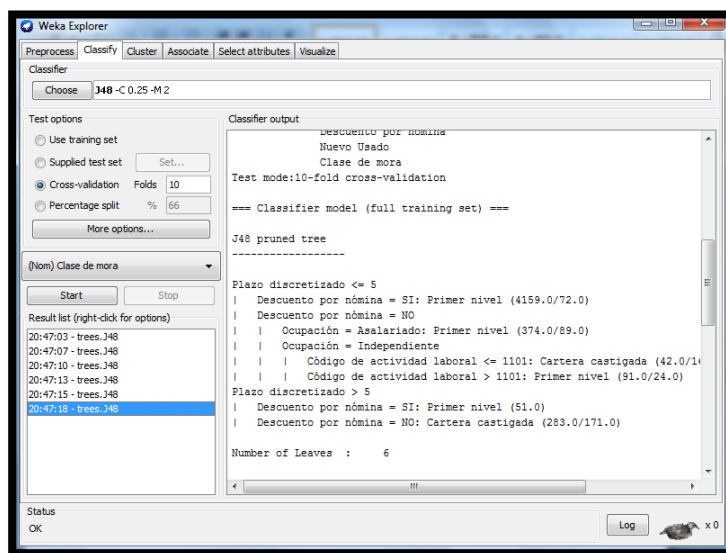 Weka Explorer
Preprocess Classify Cluster Associate Select attributes Visualize
Classifier
Choose J48 -C 0.25 -M 2
Test options
Use training set
Supplied test set Set...
Cross-validation Folds 10
Percentage split % 66
More options...
(Nom) Clase de mora
Start Stop
Result list (right-click for options)
20:47:03 - trees.J48
20:47:07 - trees.J48
20:47:10 - trees.J48
20:47:13 - trees.J48
20:47:15 - trees.J48
20:47:18 - trees.J48
Classifier output
Descuento por nómina
Nuevo Usado
Clase de mora
Test mode:10-fold cross-validation
=== Classifier model (full training set) ===
J48 pruned tree
------------------
Plazo discretizado <= 5
| Descuento por nómina = SI: Primer nivel (4159.0/72.0)
| Descuento por nómina = NO
| | Ocupación = Asalariado: Primer nivel (374.0/89.0)
| | Ocupación = Independiente
| | | Código de actividad laboral <= 1101: Cartera castigada (42.0/1
| | | Código de actividad laboral > 1101: Primer nivel (91.0/24.0)
Plazo discretizado > 5
| Descuento por nómina = SI: Primer nivel (51.0)
| Descuento por nómina = NO: Cartera castigada (283.0/171.0)
Number of Leaves : 6
Status
OK
Log x 0